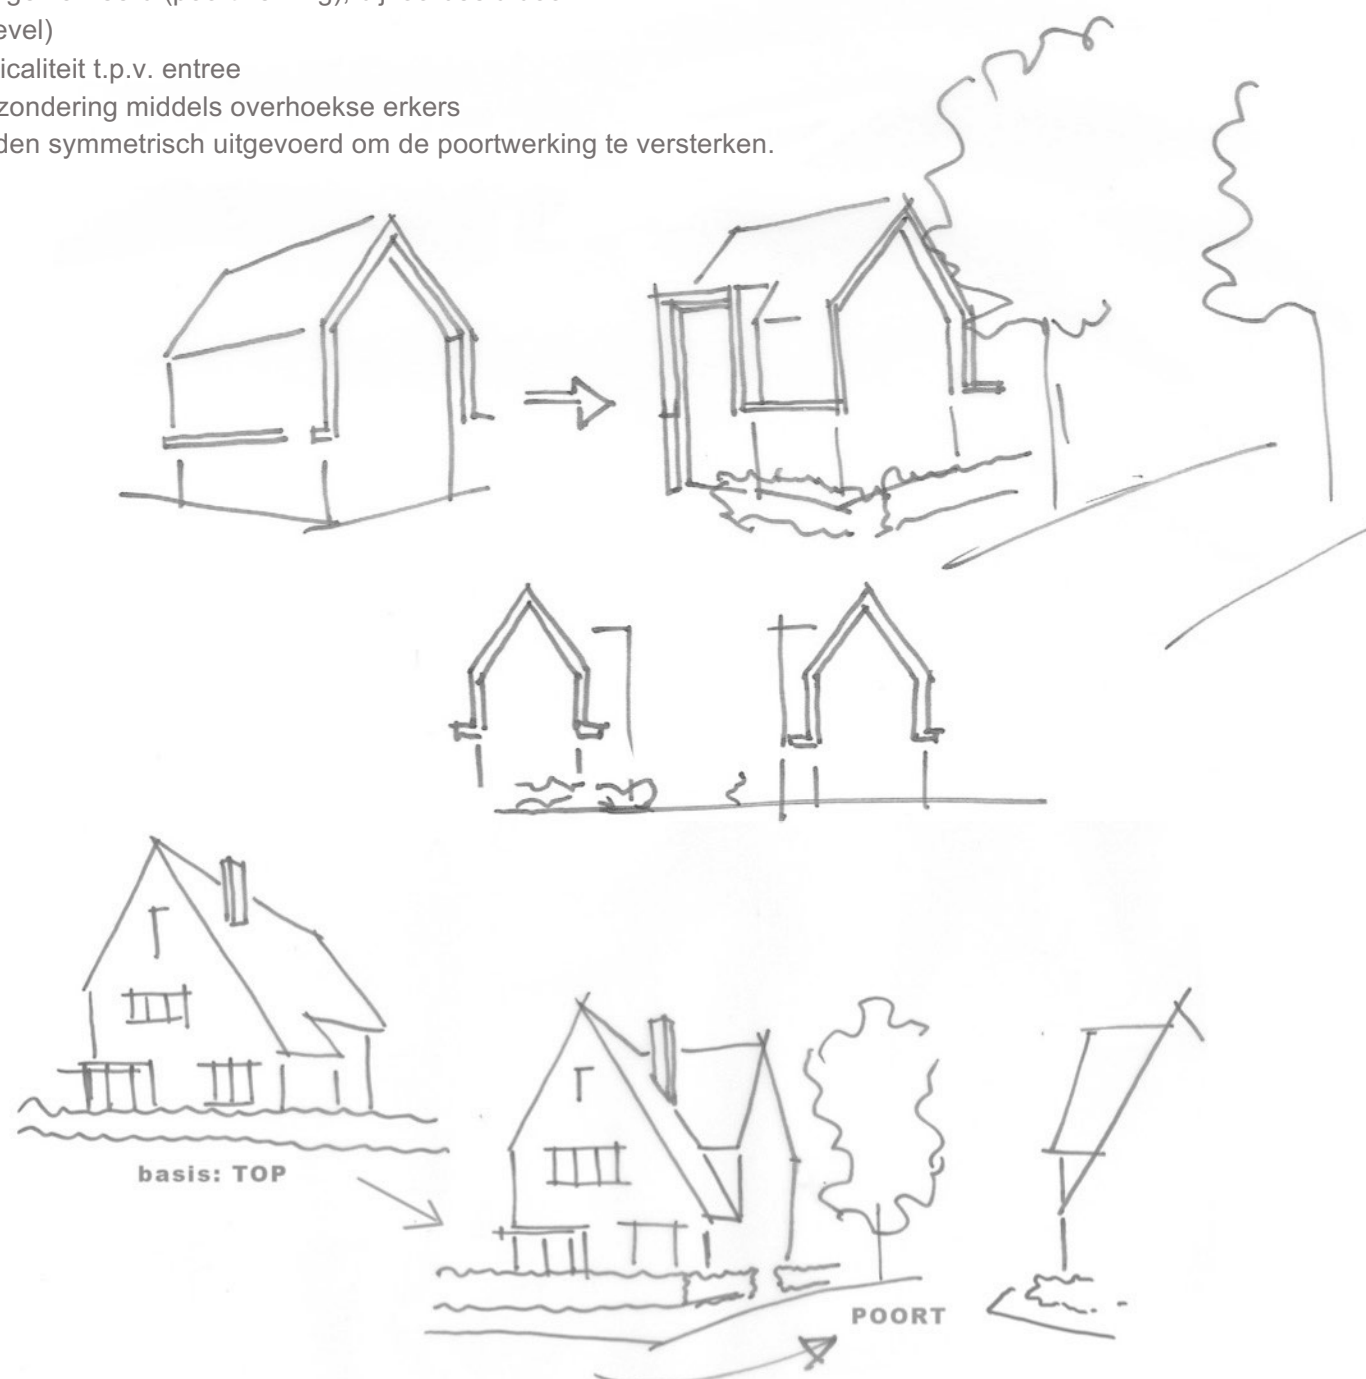 evel)
icaliteit t.p.v. entree
zondering middels overhoekse erkers
den symmetrisch uitgevoerd om de poortwerking te versterken.
basis: TOP
POORT